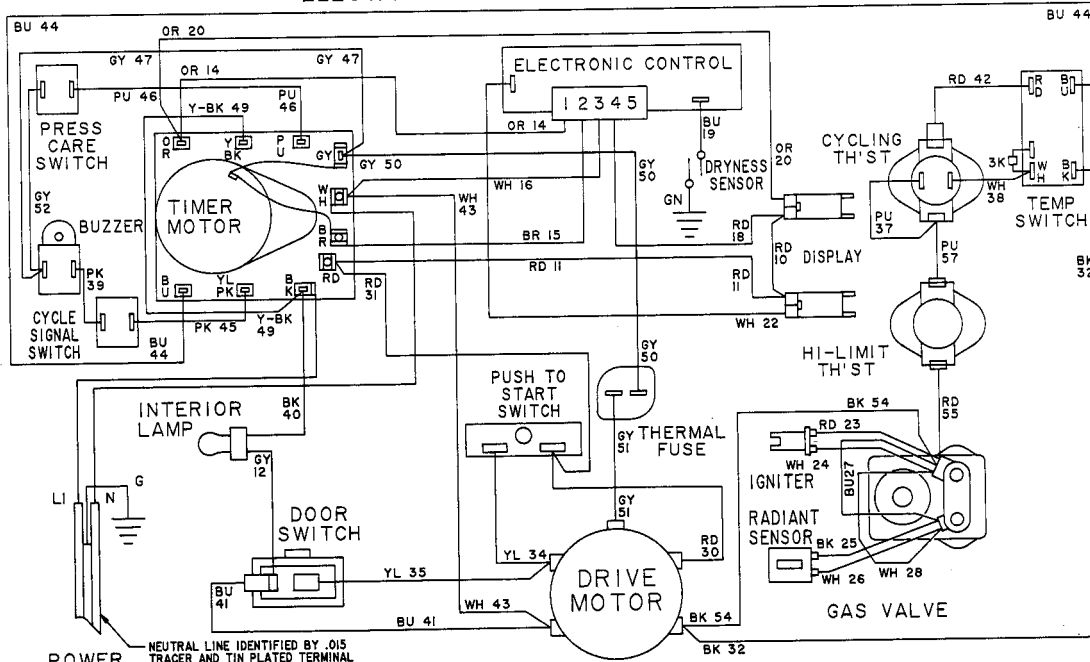 BU 44
OR 20
BU 44
GY 47
GY 47
OR 14
ELECTRONIC CONTROL
RD 42
R
D
B
U
PU 46
Y-BK 49
PU
46
1 2 3 4 5
OR 14
BU
19
PRESS
CARE
SWITCH
O
R
Y
BK
P
U
GY
GY 50
CYCLING
TH'ST
OR
20
3K
W
H
B
K
GY
50
DRYNESS
SENSOR
WH 16
W
H
WH
43
WH
38
TEMP
SWITCH
GY
52
BUZZER
TIMER
MOTOR
GN
PU
37
B
R
BR 15
RD
18
RD
10
DISPLAY
PU
57
PK
39
RD
RD
31
RD 11
RD
11
BK
32
B
U
YL
PK
B
K
CYCLE
SIGNAL
SWITCH
PK 45
Y-BK
49
WH 22
BU
44
GY
50
HI-LIMIT
TH'ST
PUSH TO
START
SWITCH
INTERIOR
LAMP
BK
40
BK 54
RD
55
GY
51
THERMAL
FUSE
RD 23
GY
12
WH 24
IGNITER
BU27
L1
N
G
GY
51
DOOR
SWITCH
RADIANT
SENSOR
RD
30
BK 25
YL 34
WH 26
WH 28
DRIVE
MOTOR
BU
41
YL 35
WH 43
BK 54
GAS VALVE
BU 41
BK 32
NEUTRAL LINE IDENTIFIED BY .015
TRACER AND TIN PLATED TERMINAL
POWER